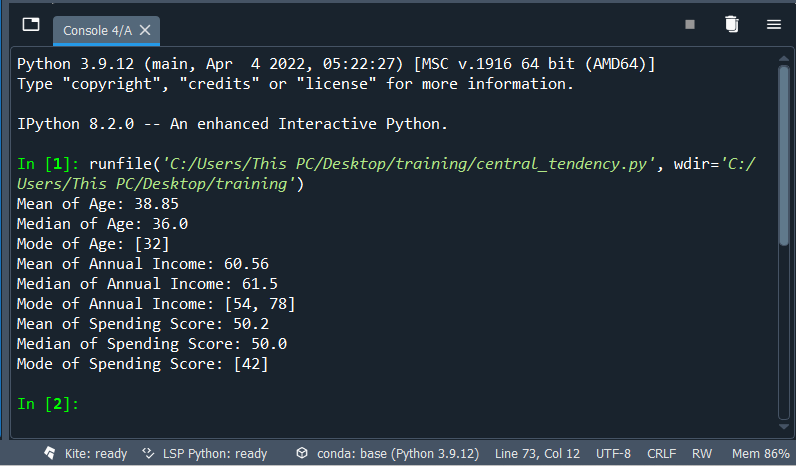 Console 4/A
Python 3.9.12 (main, Apr  4 2022, 05:22:27) [MSC v.1916 64 bit (AMD64)]
Type "copyright", "credits" or "license" for more information.
IPython 8.2.0 -- An enhanced Interactive Python.
In [1]: runfile('C:/Users/This PC/Desktop/training/central_tendency.py', wdir='C:/
Users/This PC/Desktop/training')
Mean of Age: 38.85
Median of Age: 36.0
Mode of Age: [32]
Mean of Annual Income: 60.56
Median of Annual Income: 61.5
Mode of Annual Income: [54, 78]
Mean of Spending Score: 50.2
Median of Spending Score: 50.0
Mode of Spending Score: [42]
In [2]:
Kite: ready LSP Python: ready conda: base (Python 3.9.12) Line 73, Col 12 UTF-8 CRLF RW Mem 86%